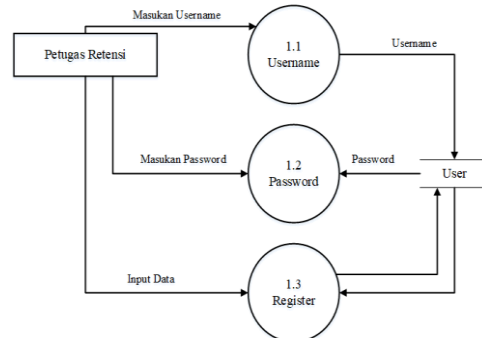 Masukan Username
Petugas Retensi
1.1
Username
Username
Masukan Password
1.2
Password
Password
User
Input Data
1.3
Register